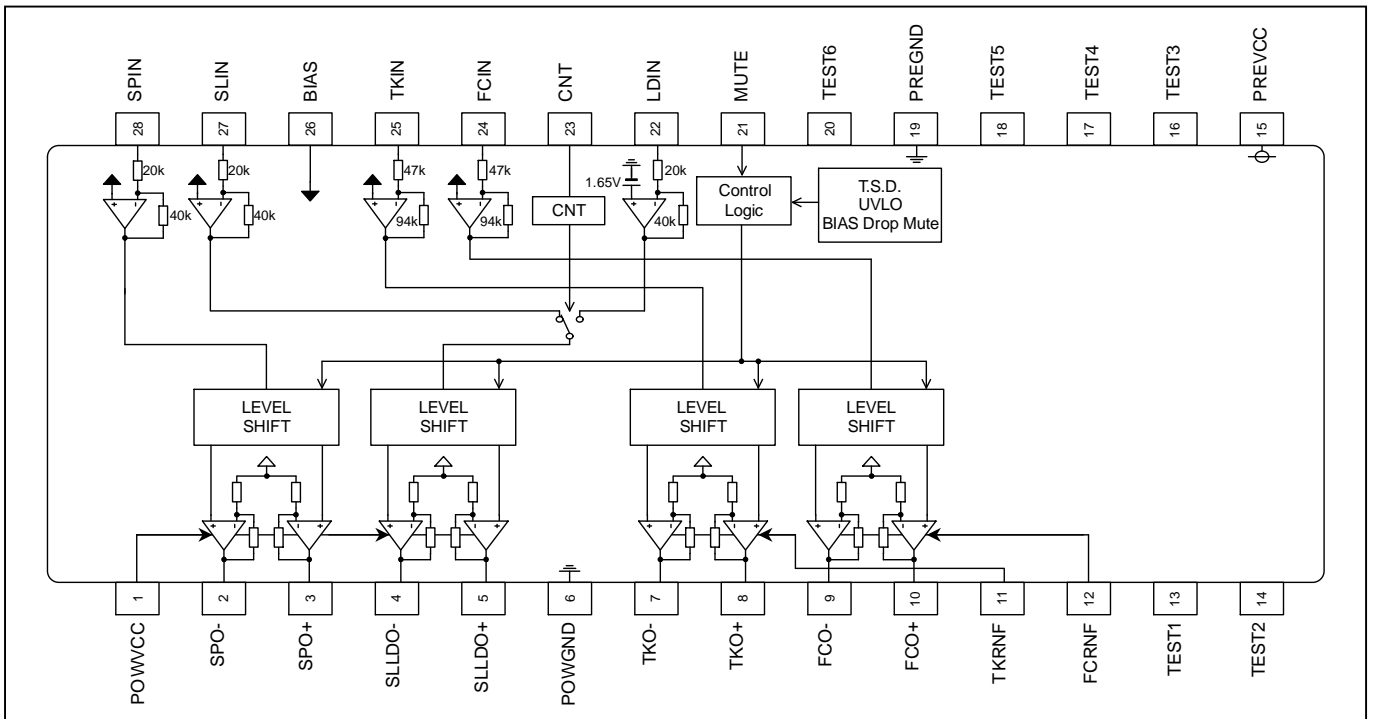 SPIN
SLIN
BIAS
TKIN
FCIN
CNT
LDIN
MUTE
TEST6
PREGND
TEST5
TEST4
TEST3
PREVCC
28
27
26
25
24
23
22
21
20
19
18
17
16
15
20k
20k
47k
47k
1.65V
20k
40k
40k
94k
94k
CNT
40k
Control
Logic
T.S.D.
UVLO
BIAS Drop Mute
+ -
+ -
+ -
+ -
+ -
LEVEL
SHIFT
LEVEL
SHIFT
LEVEL
SHIFT
LEVEL
SHIFT
+ -
- +
+ -
- +
+ -
- +
+ -
- +
1
2
3
4
5
6
7
8
9
10
11
12
13
14
POWVCC
SPO-
SPO+
SLLDO-
SLLDO+
POWGND
TKO-
TKO+
FCO-
FCO+
TKRNF
FCRNF
TEST1
TEST2